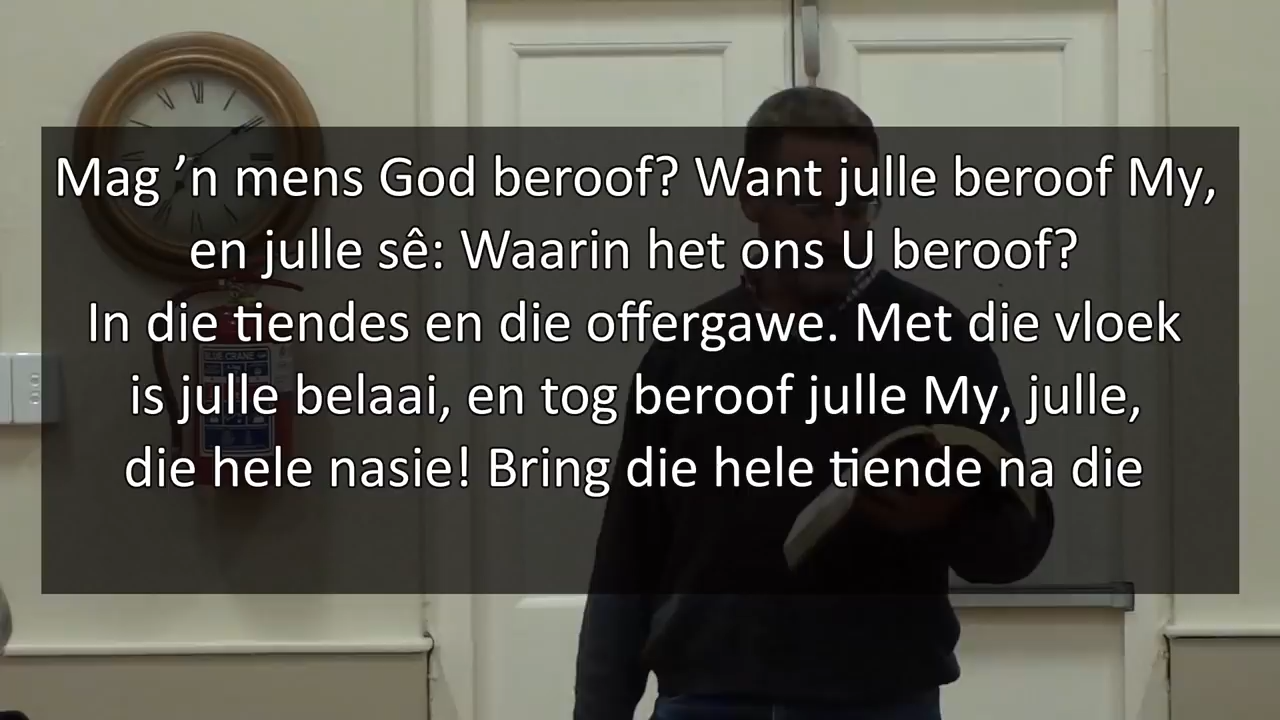 Mag ’n mens God beroof? Want julle beroof My,
en julle sê: Waarin het ons U beroof?
In die tiendes en die offergawe. Met die vloek
is julle belaai, en tog beroof julle My, julle,
die hele nasie! Bring die hele tiende na die
BLUE CRANE